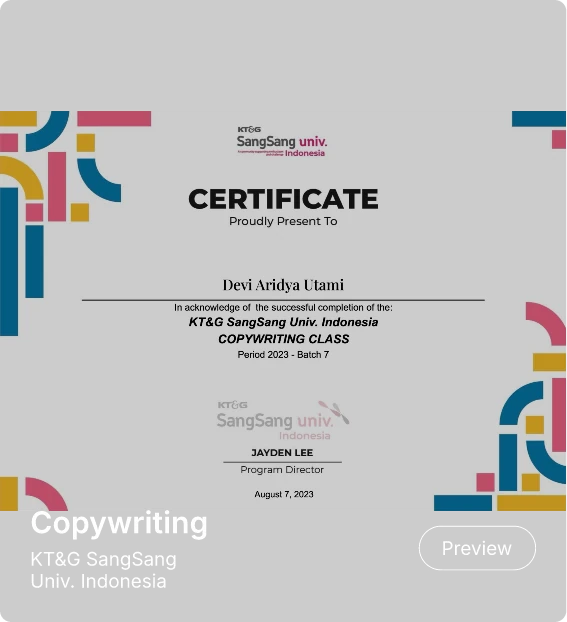 KT&G
SangSang univ.
Indonesia
CERTIFICATE
Proudly Present To
Devi Aridya Utami
In acknowledge of the successful completion of the:
KT&G SangSang Univ. Indonesia
COPYWRITING CLASS
Period 2023 - Batch 7
KT&G
SangSang univ.
Indonesia
JAYDEN LEE
Program Director
August 7, 2023
Copywriting
KT&G SangSang
Univ. Indonesia
Preview